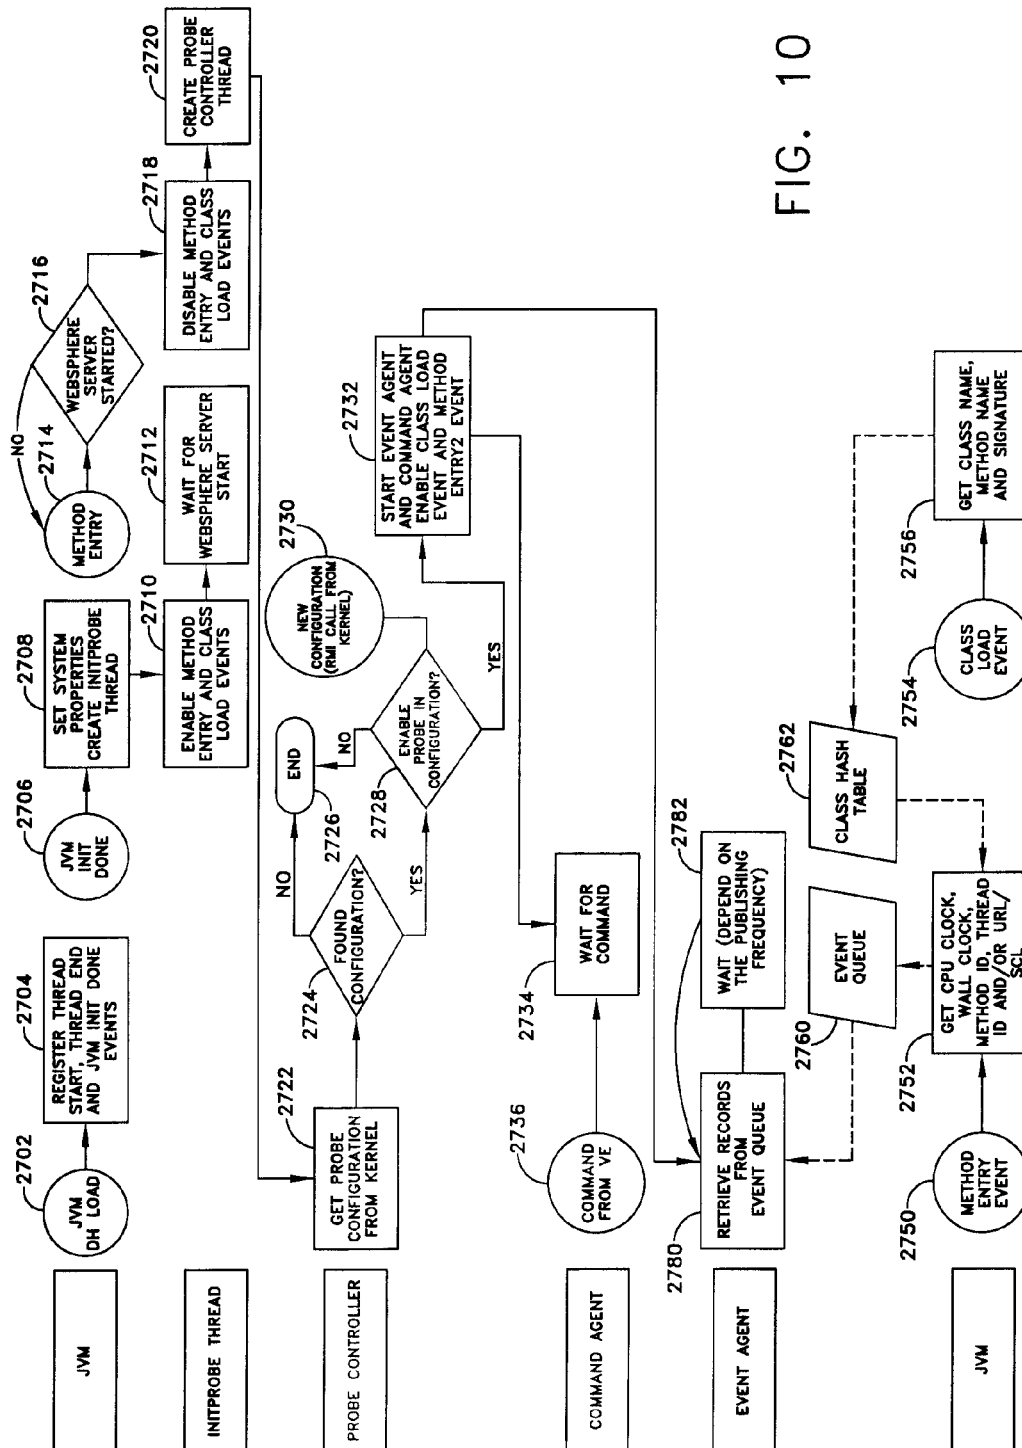 JVM
JVM
DH LOAD
2702
REGISTER THREAD
START, THREAD END
AND JVM INIT DONE
EVENTS
2704
JVM
INIT
DONE
2706
SET SYSTEM
PROPERTIES
CREATE INITPROBE
THREAD
2708
METHOD
ENTRY
2714
NO
WEBSPHERE
SERVER
STARTED?
2716
INITPROBE THREAD
ENABLE METHOD
ENTRY AND CLASS
LOAD EVENTS
2710
WAIT FOR
WEBSPHERE SERVER
START
2712
DISABLE METHOD
ENTRY AND CLASS
LOAD EVENTS
2718
CREATE PROBE
CONTROLLER
THREAD
2720
PROBE CONTROLLER
GET PROBE
CONFIGURATION
FROM KERNEL
2722
FOUND
CONFIGURATION?
2724
NO
YES
END
2726
ENABLE
PROBE IN
CONFIGURATION?
2728
NO
YES
NEW
CONFIGURATION
(RMI CALL FROM
KERNEL)
2730
START EVENT AGENT
AND COMMAND AGENT
ENABLE CLASS LOAD
EVENT AND METHOD
ENTRY2 EVENT
2732
COMMAND AGENT
COMMAND
FROM VE
2736
WAIT FOR
COMMAND
2734
EVENT AGENT
RETRIEVE RECORDS
FROM
EVENT QUEUE
2780
WAIT (DEPEND ON
THE PUBLISHING
FREQUENCY)
2782
EVENT
QUEUE
2760
CLASS HASH
TABLE
2762
JVM
METHOD
ENTRY
EVENT
2750
GET CPU CLOCK,
WALL CLOCK,
METHOD ID, THREAD
ID AND/OR URL/
SCL
2752
CLASS
LOAD
EVENT
2754
GET CLASS NAME,
METHOD NAME
AND SIGNATURE
2756
FIG. 10